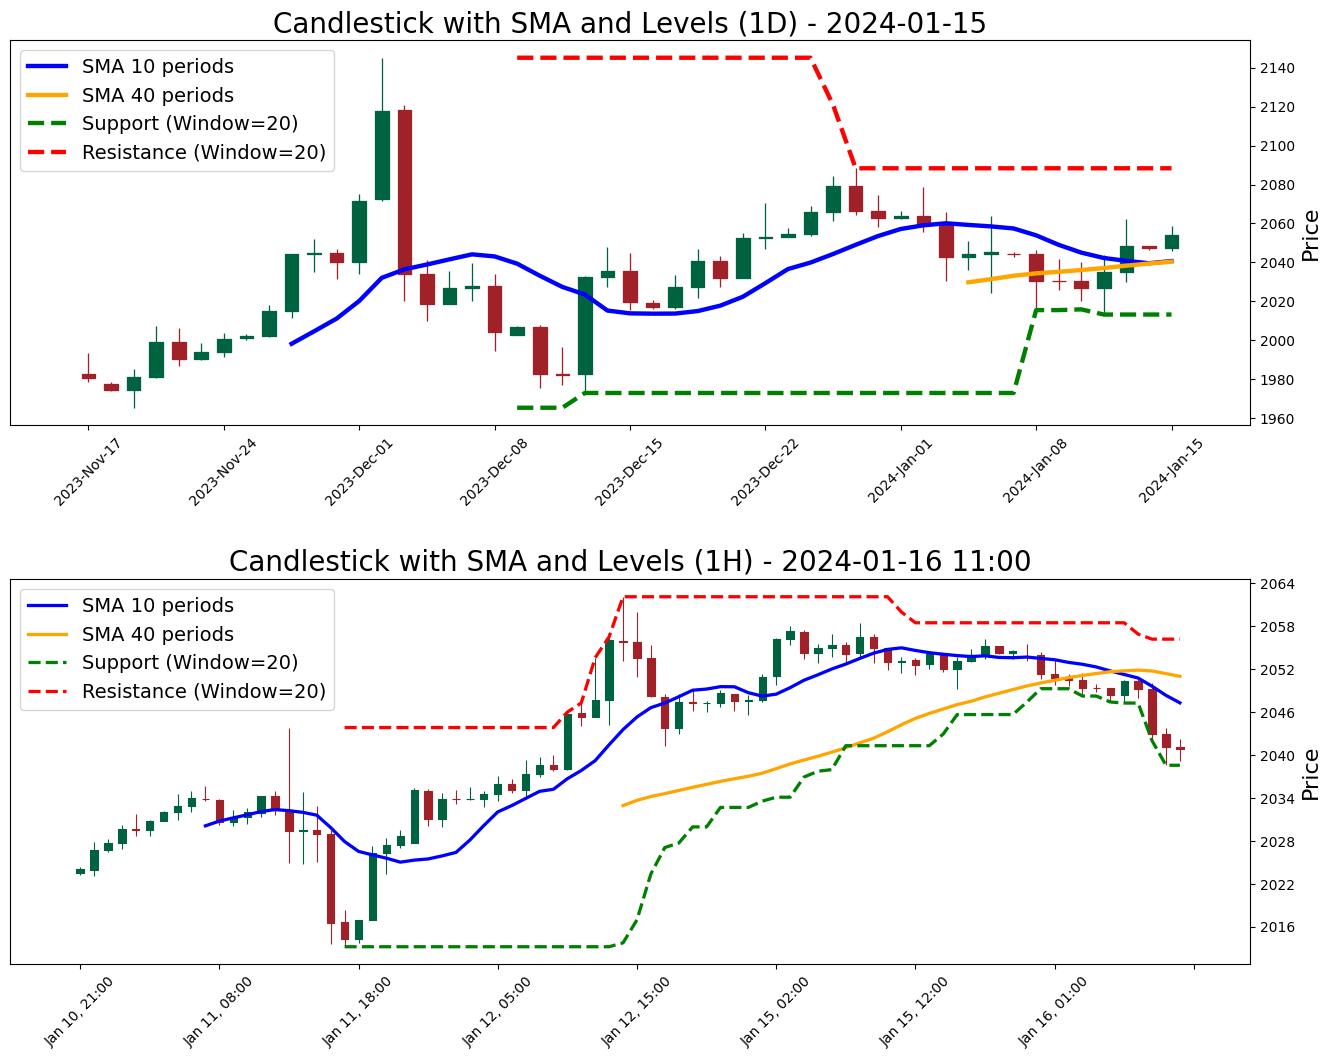 Candlestick with SMA and Levels (1D) - 2024-01-15
SMA 10 periods
SMA 40 periods
Support (Window=20)
Resistance (Window=20)
2140
2120
2100
2080
2060
2040
2020
2000
1980
1960
Price
2023-Nov-17
2023-Nov-24
2023-Dec-01
2023-Dec-08
2023-Dec-15
2023-Dec-22
2024-Jan-01
2024-Jan-08
2024-Jan-15
Candlestick with SMA and Levels (1H) - 2024-01-16 11:00
SMA 10 periods
SMA 40 periods
Support (Window=20)
Resistance (Window=20)
2064
2058
2052
2046
2040
2034
2028
2022
2016
Price
Jan 10, 21:00
Jan 11, 08:00
Jan 11, 18:00
Jan 12, 05:00
Jan 12, 15:00
Jan 15, 02:00
Jan 15, 12:00
Jan 16, 01:00